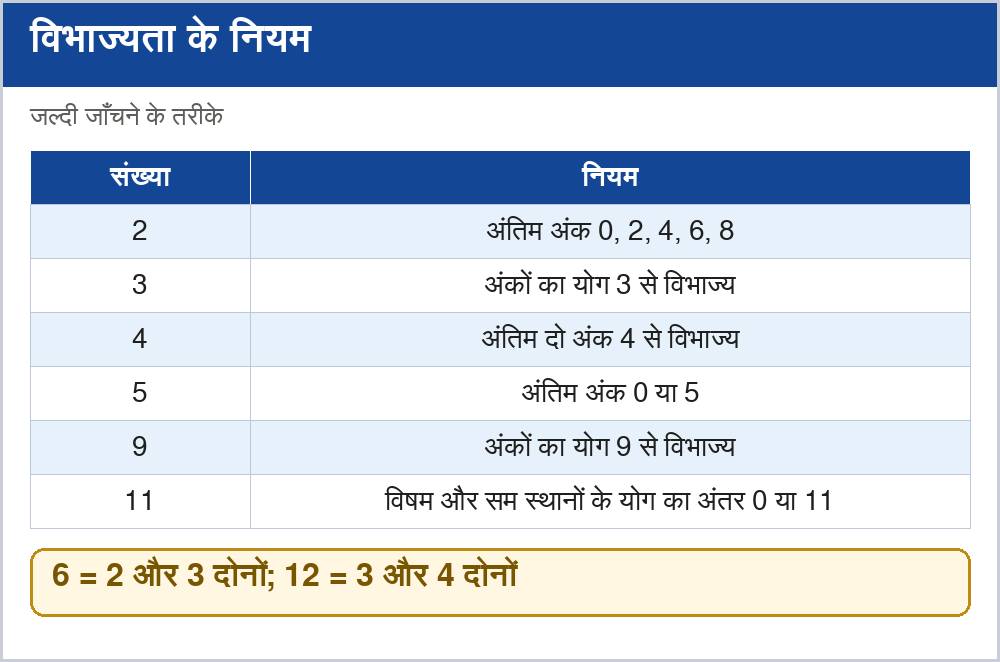 विभाज्यता के नियम
जल्दी जाँचने के तरीके
संख्या नियम
2 अंतिम अंक 0, 2, 4, 6, 8
3 अंकों का योग 3 से विभाज्य
4 अंतिम दो अंक 4 से विभाज्य
5 अंतिम अंक 0 या 5
9 अंकों का योग 9 से विभाज्य
11 विषम और सम स्थानों के योग का अंतर 0 या 11
6 = 2 और 3 दोनों; 12 = 3 और 4 दोनों